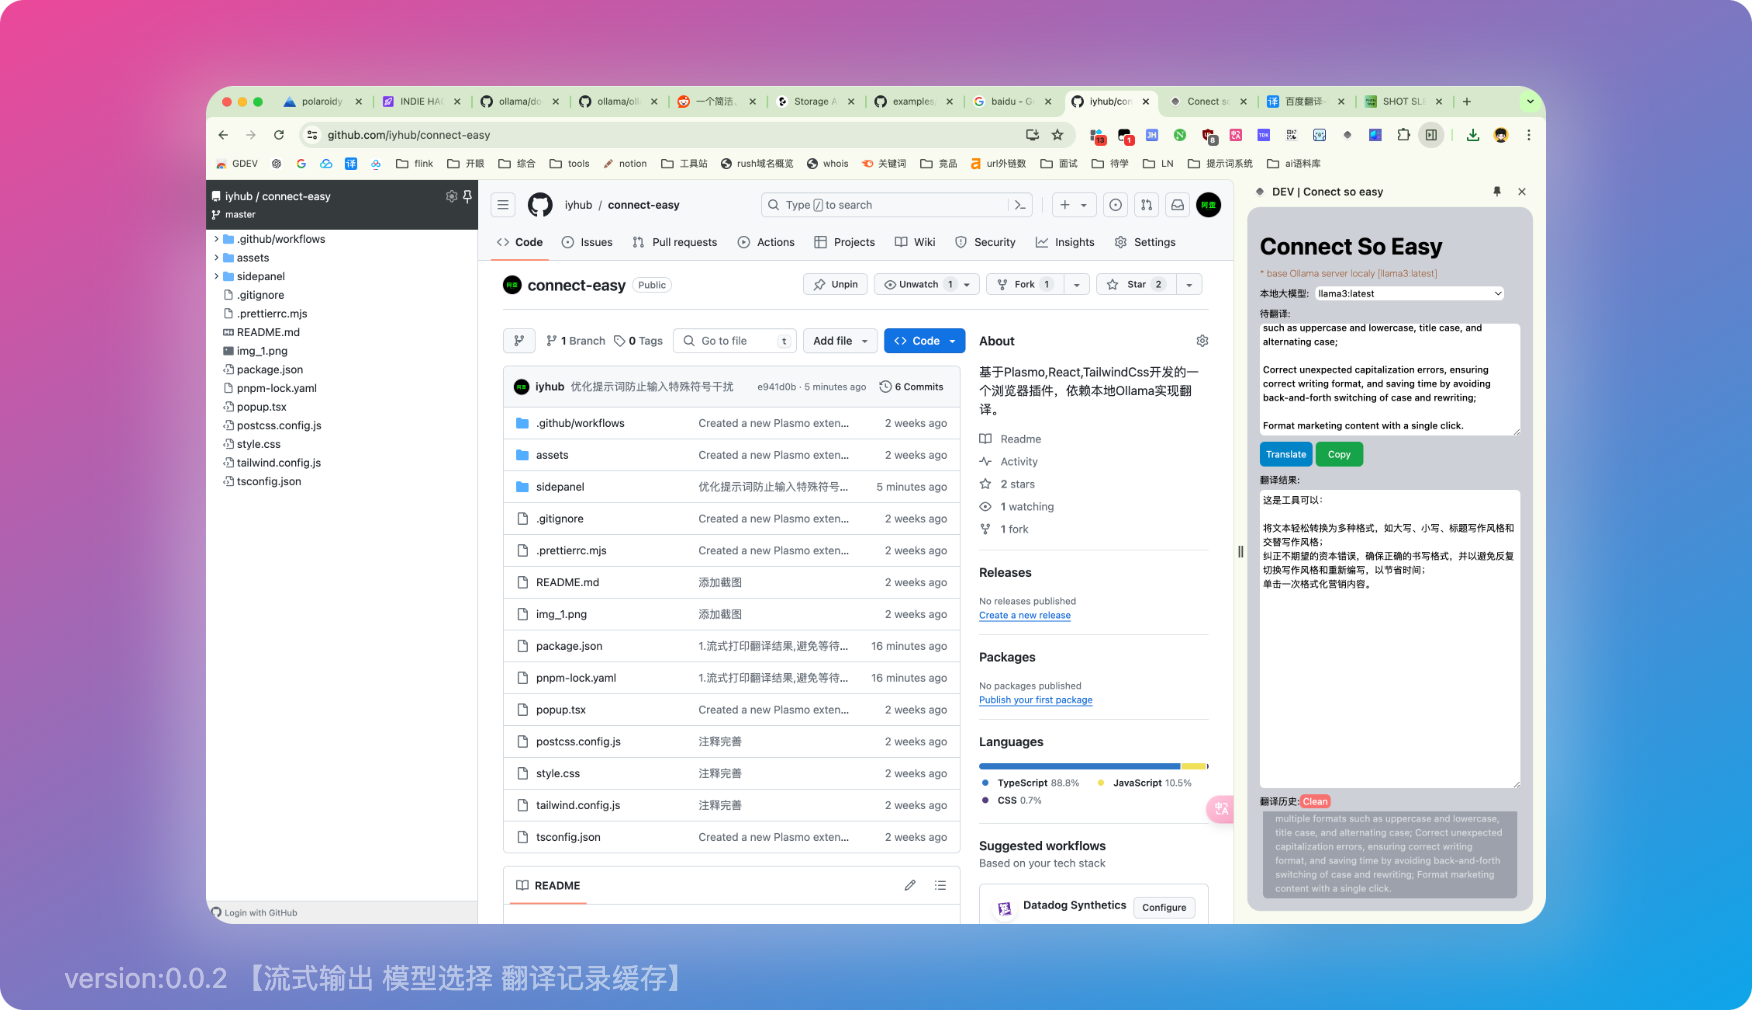 polaroidy
INDIE HA
ollama/do
ollama/oll
一个简洁、
Storage A
examples,
baidu - G
iyhub/con
Conect so
百度翻译-
SHOT SLE
github.com/iyhub/connect-easy
GDEV
flink
开眼
综合
tools
notion
工具站
rush域名概览
whois
关键词
竞品
url外链数
面试
待学
LN
提示词系统
ai语料库
iyhub / connect-easy
master
.github/workflows
assets
sidepanel
.gitignore
.prettierrc.mjs
README.md
img_1.png
package.json
pnpm-lock.yaml
popup.tsx
postcss.config.js
style.css
tailwind.config.js
tsconfig.json
Login with GitHub
iyhub / connect-easy
Type / to search
Code
Issues
Pull requests
Actions
Projects
Wiki
Security
Insights
Settings
connect-easy Public
Unpin
Unwatch 1
Fork 1
Star 2
1 Branch
0 Tags
Go to file t
Add file
Code
iyhub 优化提示词防止输入特殊符号干扰 e941d0b · 5 minutes ago 6 Commits
.github/workflows Created a new Plasmo exten... 2 weeks ago
assets Created a new Plasmo exten... 2 weeks ago
sidepanel 优化提示词防止输入特殊符号... 5 minutes ago
.gitignore Created a new Plasmo exten... 2 weeks ago
.prettierrc.mjs Created a new Plasmo exten... 2 weeks ago
README.md 添加截图 2 weeks ago
img_1.png 添加截图 2 weeks ago
package.json 1.流式打印翻译结果,避免等待... 16 minutes ago
pnpm-lock.yaml 1.流式打印翻译结果,避免等待... 16 minutes ago
popup.tsx Created a new Plasmo exten... 2 weeks ago
postcss.config.js 注释完善 2 weeks ago
style.css 注释完善 2 weeks ago
tailwind.config.js 注释完善 2 weeks ago
tsconfig.json Created a new Plasmo exten... 2 weeks ago
README
About
基于Plasmo,React,TailwindCss开发的一
个浏览器插件，依赖本地Ollama实现翻
译。
Readme
Activity
2 stars
1 watching
1 fork
Releases
No releases published
Create a new release
Packages
No packages published
Publish your first package
Languages
TypeScript 88.8% JavaScript 10.5%
CSS 0.7%
Suggested workflows
Based on your tech stack
Datadog Synthetics Configure
DEV | Conect so easy
Connect So Easy
* base Ollama server localy [llama3:latest]
本地大模型: llama3:latest
待翻译:
such as uppercase and lowercase, title case, and
alternating case;
Correct unexpected capitalization errors, ensuring
correct writing format, and saving time by avoiding
back-and-forth switching of case and rewriting;
Format marketing content with a single click.
Translate Copy
翻译结果:
这是工具可以：
将文本轻松转换为多种格式，如大写、小写、标题写作风格和
交替写作风格；
纠正不期望的资本错误，确保正确的书写格式，并以避免反复
切换写作风格和重新编写，以节省时间；
单击一次格式化营销内容。
翻译历史: Clean
multiple formats such as uppercase and lowercase,
title case, and alternating case; Correct unexpected
capitalization errors, ensuring correct writing
format, and saving time by avoiding back-and-forth
switching of case and rewriting; Format marketing
content with a single click.
version:0.0.2 【流式输出 模型选择 翻译记录缓存】